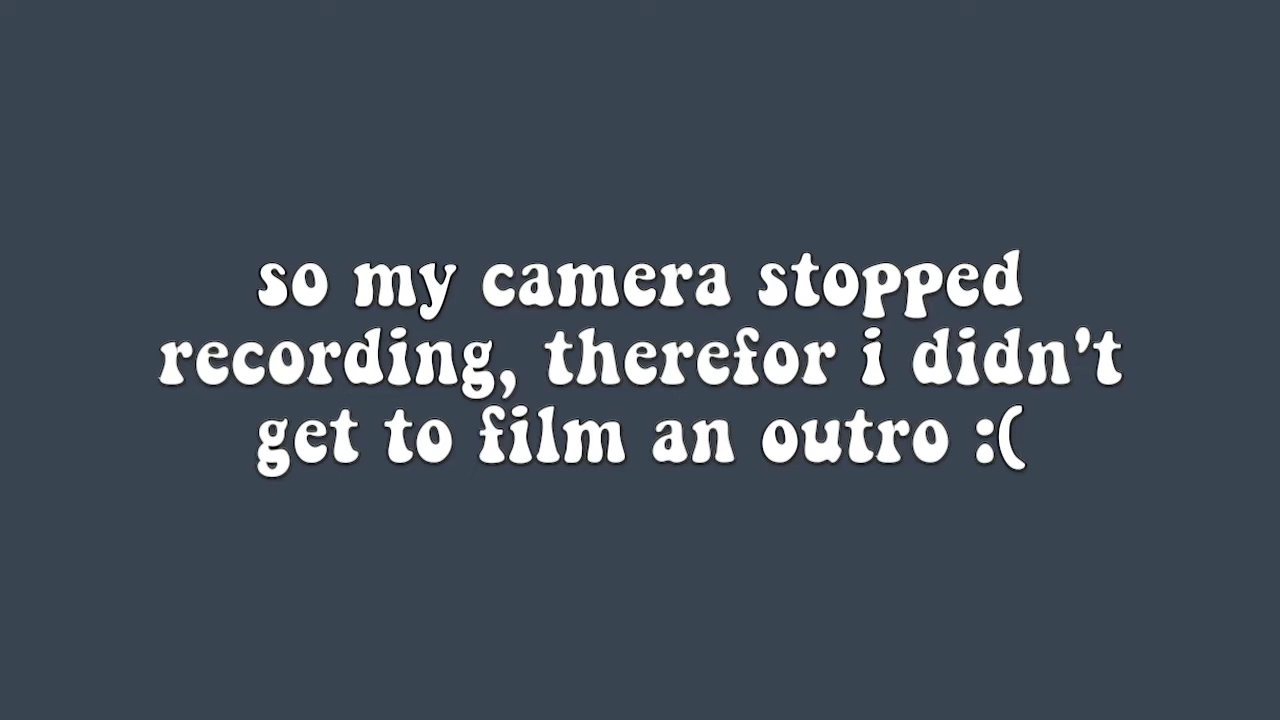 so my camera stopped
recording, therefor i didn't
get to film an outro :(